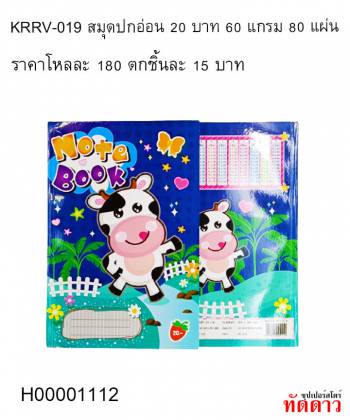 KRRV-019 สมุดปกอ่อน 20 บาท 60 แกรม 80 แผ่น
ราคาโหลละ 180 ตกชิ้นละ 15 บาท
Note
Book
20.-
H00001112
ซุปเปอร์สโตร์
ทัดดาว